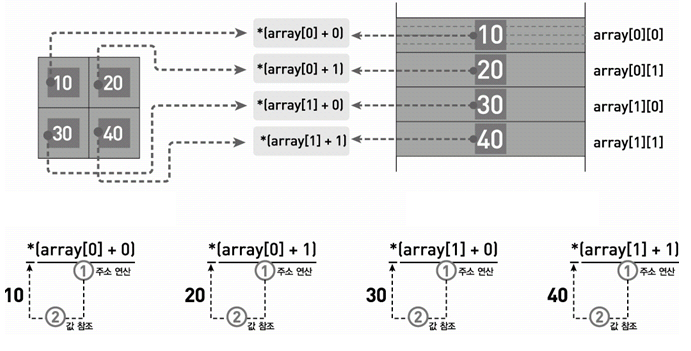 *(array[0] + 0)
10
array[0][0]
10
20
*(array[0] + 1)
20
array[0][1]
30
40
*(array[1] + 0)
30
array[1][0]
*(array[1] + 1)
40
array[1][1]
*(array[0] + 0)
1 주소 연산
10
2 값 참조
*(array[0] + 1)
1 주소 연산
20
2 값 참조
*(array[1] + 0)
1 주소 연산
30
2 값 참조
*(array[1] + 1)
1 주소 연산
40
2 값 참조